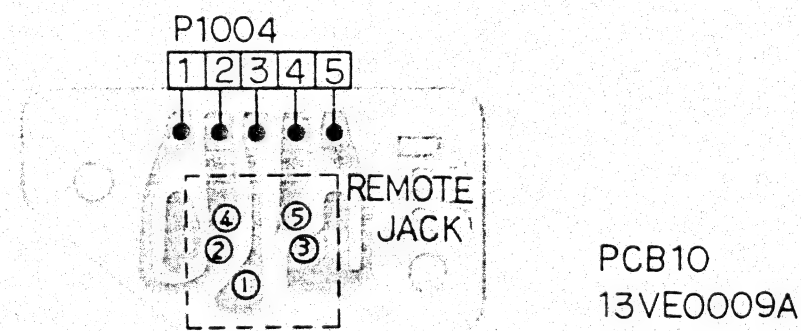 P1004
1 2 3 4 5
REMOTE
JACK
4 5
2 3
1
PCB10
13VE0009A